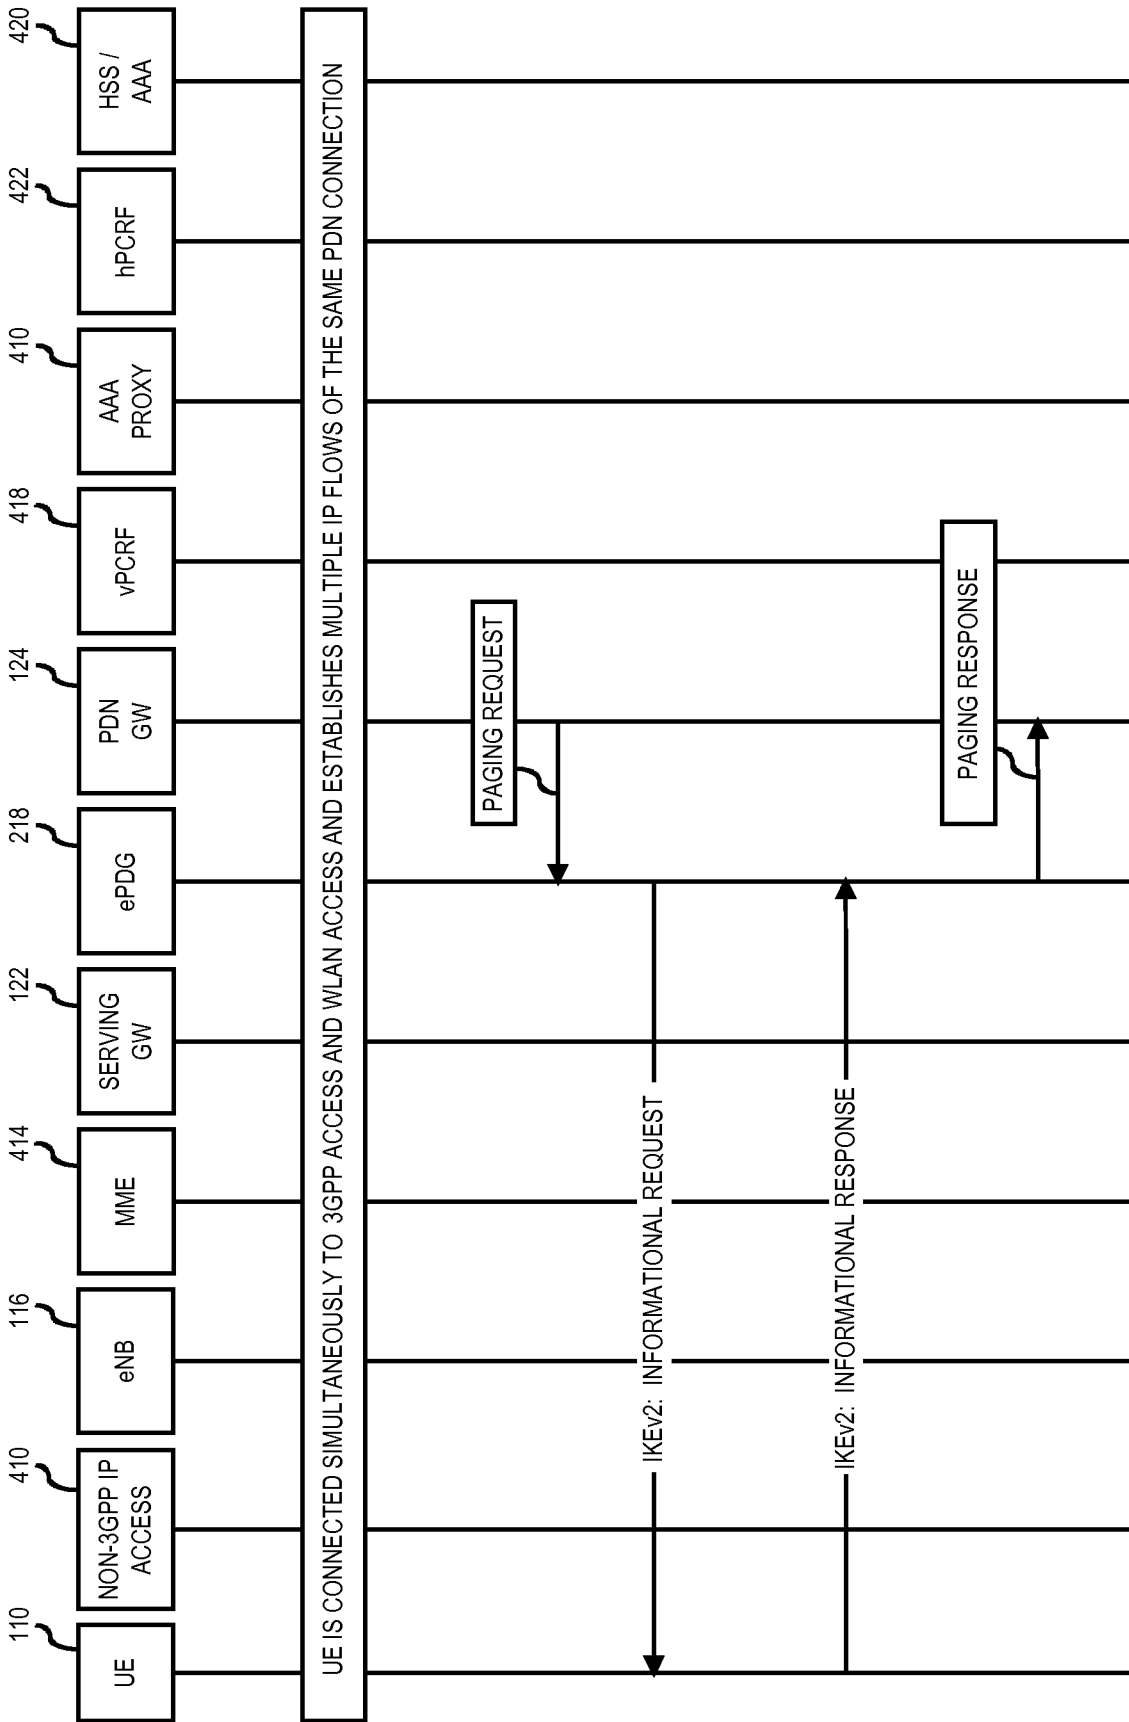 110
410
116
414
122
218
124
418
410
422
420
UE
NON-3GPP IP
ACCESS
eNB
MME
SERVING
GW
ePDG
PDN
GW
vPCRF
AAA
PROXY
hPCRF
HSS /
AAA
UE IS CONNECTED SIMULTANEOUSLY TO 3GPP ACCESS AND WLAN ACCESS AND ESTABLISHES MULTIPLE IP FLOWS OF THE SAME PDN CONNECTION
PAGING REQUEST
IKEv2: INFORMATIONAL REQUEST
IKEv2: INFORMATIONAL RESPONSE
PAGING RESPONSE